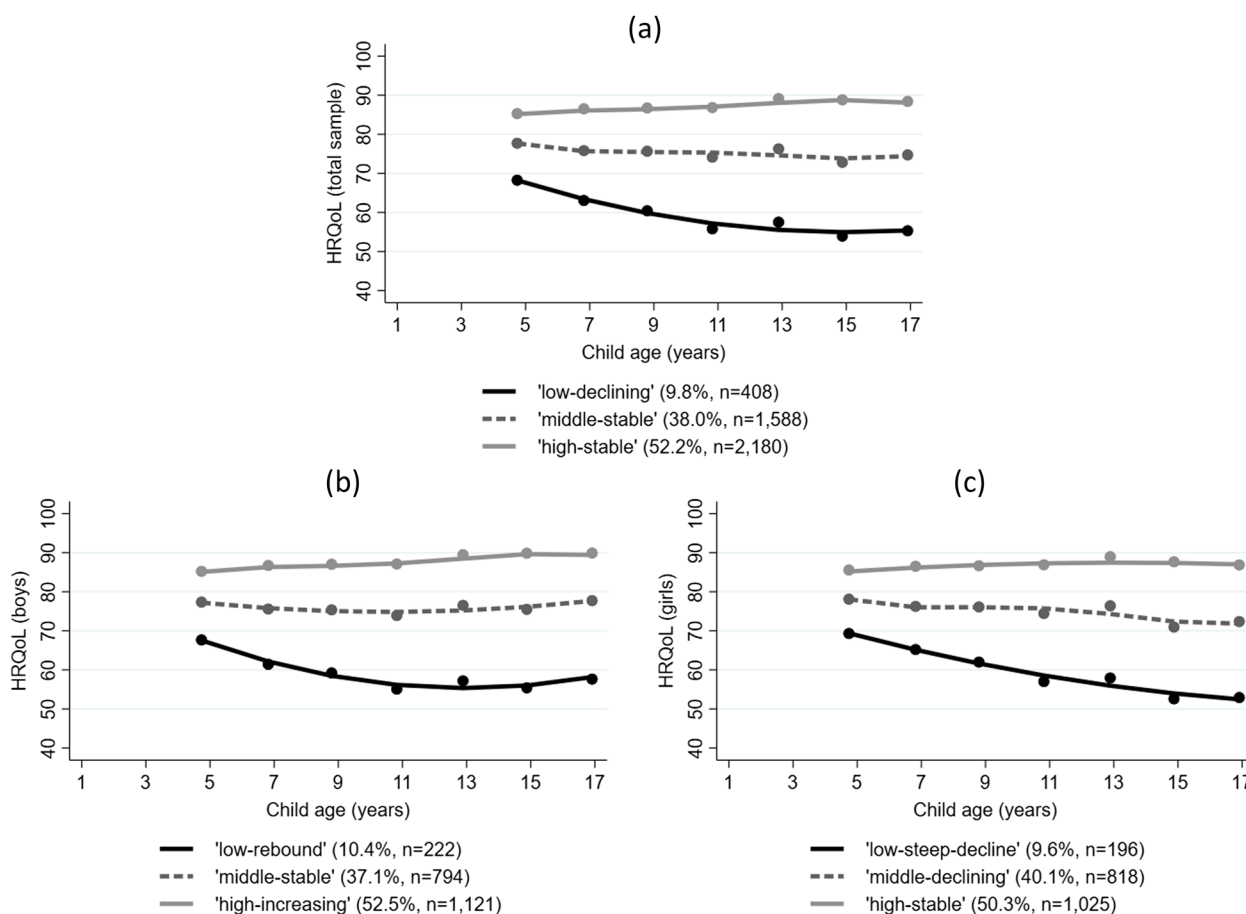 (a)
HRQoL (total sample)
100
90
80
70
60
50
40
1 3 5 7 9 11 13 15 17
Child age (years)
'low-declining' (9.8%, n=408)
'middle-stable' (38.0%, n=1,588)
'high-stable' (52.2%, n=2,180)
(b)
HRQoL (boys)
100
90
80
70
60
50
40
1 3 5 7 9 11 13 15 17
Child age (years)
'low-rebound' (10.4%, n=222)
'middle-stable' (37.1%, n=794)
'high-increasing' (52.5%, n=1,121)
(c)
HRQoL (girls)
100
90
80
70
60
50
40
1 3 5 7 9 11 13 15 17
Child age (years)
'low-steep-decline' (9.6%, n=196)
'middle-declining' (40.1%, n=818)
'high-stable' (50.3%, n=1,025)